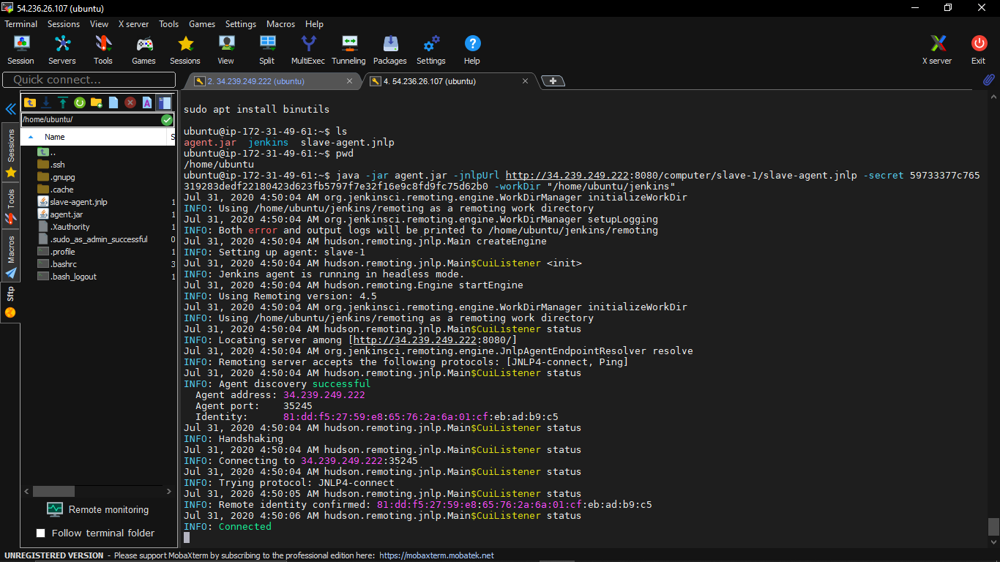 54.236.26.107 (ubuntu)
Terminal Sessions View X server Tools Games Settings Macros Help
Session Servers Tools Games Sessions View Split MultiExec Tunneling Packages Settings Help X server Exit
Quick connect...
2. 34.239.249.222 (ubuntu)
4. 54.236.26.107 (ubuntu)
/home/ubuntu/
Name S
..
.ssh
.gnupg
.cache
slave-agent.jnlp 1
agent.jar 1
.Xauthority 1
.sudo_as_admin_successful 0
.profile 1
.bashrc 3
.bash_logout 1
Sessions
Tools
Macros
Sftp
Remote monitoring
Follow terminal folder
sudo apt install binutils
ubuntu@ip-172-31-49-61:~$ ls
agent.jar jenkins slave-agent.jnlp
ubuntu@ip-172-31-49-61:~$ pwd
/home/ubuntu
ubuntu@ip-172-31-49-61:~$ java -jar agent.jar -jnlpUrl http://34.239.249.222:8080/computer/slave-1/slave-agent.jnlp -secret 59733377c765
319283dedf22180423d623fb5797f7e32f16e9c8fd9fc75d62b0 -workDir "/home/ubuntu/jenkins"
Jul 31, 2020 4:50:04 AM org.jenkinsci.remoting.engine.WorkDirManager initializeWorkDir
INFO: Using /home/ubuntu/jenkins/remoting as a remoting work directory
Jul 31, 2020 4:50:04 AM org.jenkinsci.remoting.engine.WorkDirManager setupLogging
INFO: Both error and output logs will be printed to /home/ubuntu/jenkins/remoting
Jul 31, 2020 4:50:04 AM hudson.remoting.jnlp.Main createEngine
INFO: Setting up agent: slave-1
Jul 31, 2020 4:50:04 AM hudson.remoting.jnlp.Main$CuiListener <init>
INFO: Jenkins agent is running in headless mode.
Jul 31, 2020 4:50:04 AM hudson.remoting.Engine startEngine
INFO: Using Remoting version: 4.5
Jul 31, 2020 4:50:04 AM org.jenkinsci.remoting.engine.WorkDirManager initializeWorkDir
INFO: Using /home/ubuntu/jenkins/remoting as a remoting work directory
Jul 31, 2020 4:50:04 AM hudson.remoting.jnlp.Main$CuiListener status
INFO: Locating server among [http://34.239.249.222:8080/]
Jul 31, 2020 4:50:04 AM org.jenkinsci.remoting.engine.JnlpAgentEndpointResolver resolve
INFO: Remoting server accepts the following protocols: [JNLP4-connect, Ping]
Jul 31, 2020 4:50:04 AM hudson.remoting.jnlp.Main$CuiListener status
INFO: Agent discovery successful
Agent address: 34.239.249.222
Agent port: 35245
Identity: 81:dd:f5:27:59:e8:65:76:2a:6a:01:cf:eb:ad:b9:c5
Jul 31, 2020 4:50:04 AM hudson.remoting.jnlp.Main$CuiListener status
INFO: Handshaking
Jul 31, 2020 4:50:04 AM hudson.remoting.jnlp.Main$CuiListener status
INFO: Connecting to 34.239.249.222:35245
Jul 31, 2020 4:50:04 AM hudson.remoting.jnlp.Main$CuiListener status
INFO: Trying protocol: JNLP4-connect
Jul 31, 2020 4:50:05 AM hudson.remoting.jnlp.Main$CuiListener status
INFO: Remote identity confirmed: 81:dd:f5:27:59:e8:65:76:2a:6a:01:cf:eb:ad:b9:c5
Jul 31, 2020 4:50:06 AM hudson.remoting.jnlp.Main$CuiListener status
INFO: Connected
UNREGISTERED VERSION - Please support MobaXterm by subscribing to the professional edition here: https://mobaxterm.mobatek.net